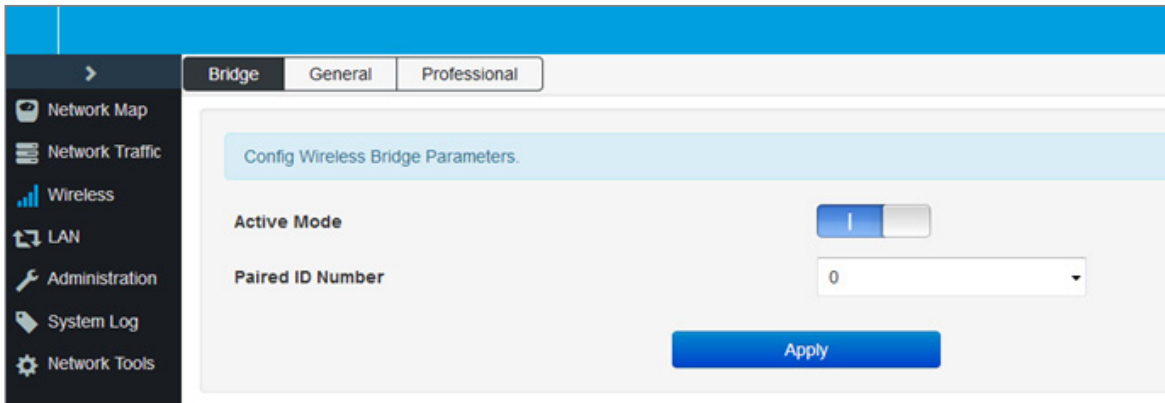 Bridge General Professional
Network Map
Network Traffic
Wireless
LAN
Administration
System Log
Network Tools
Config Wireless Bridge Parameters.
Active Mode
Paired ID Number 0
Apply